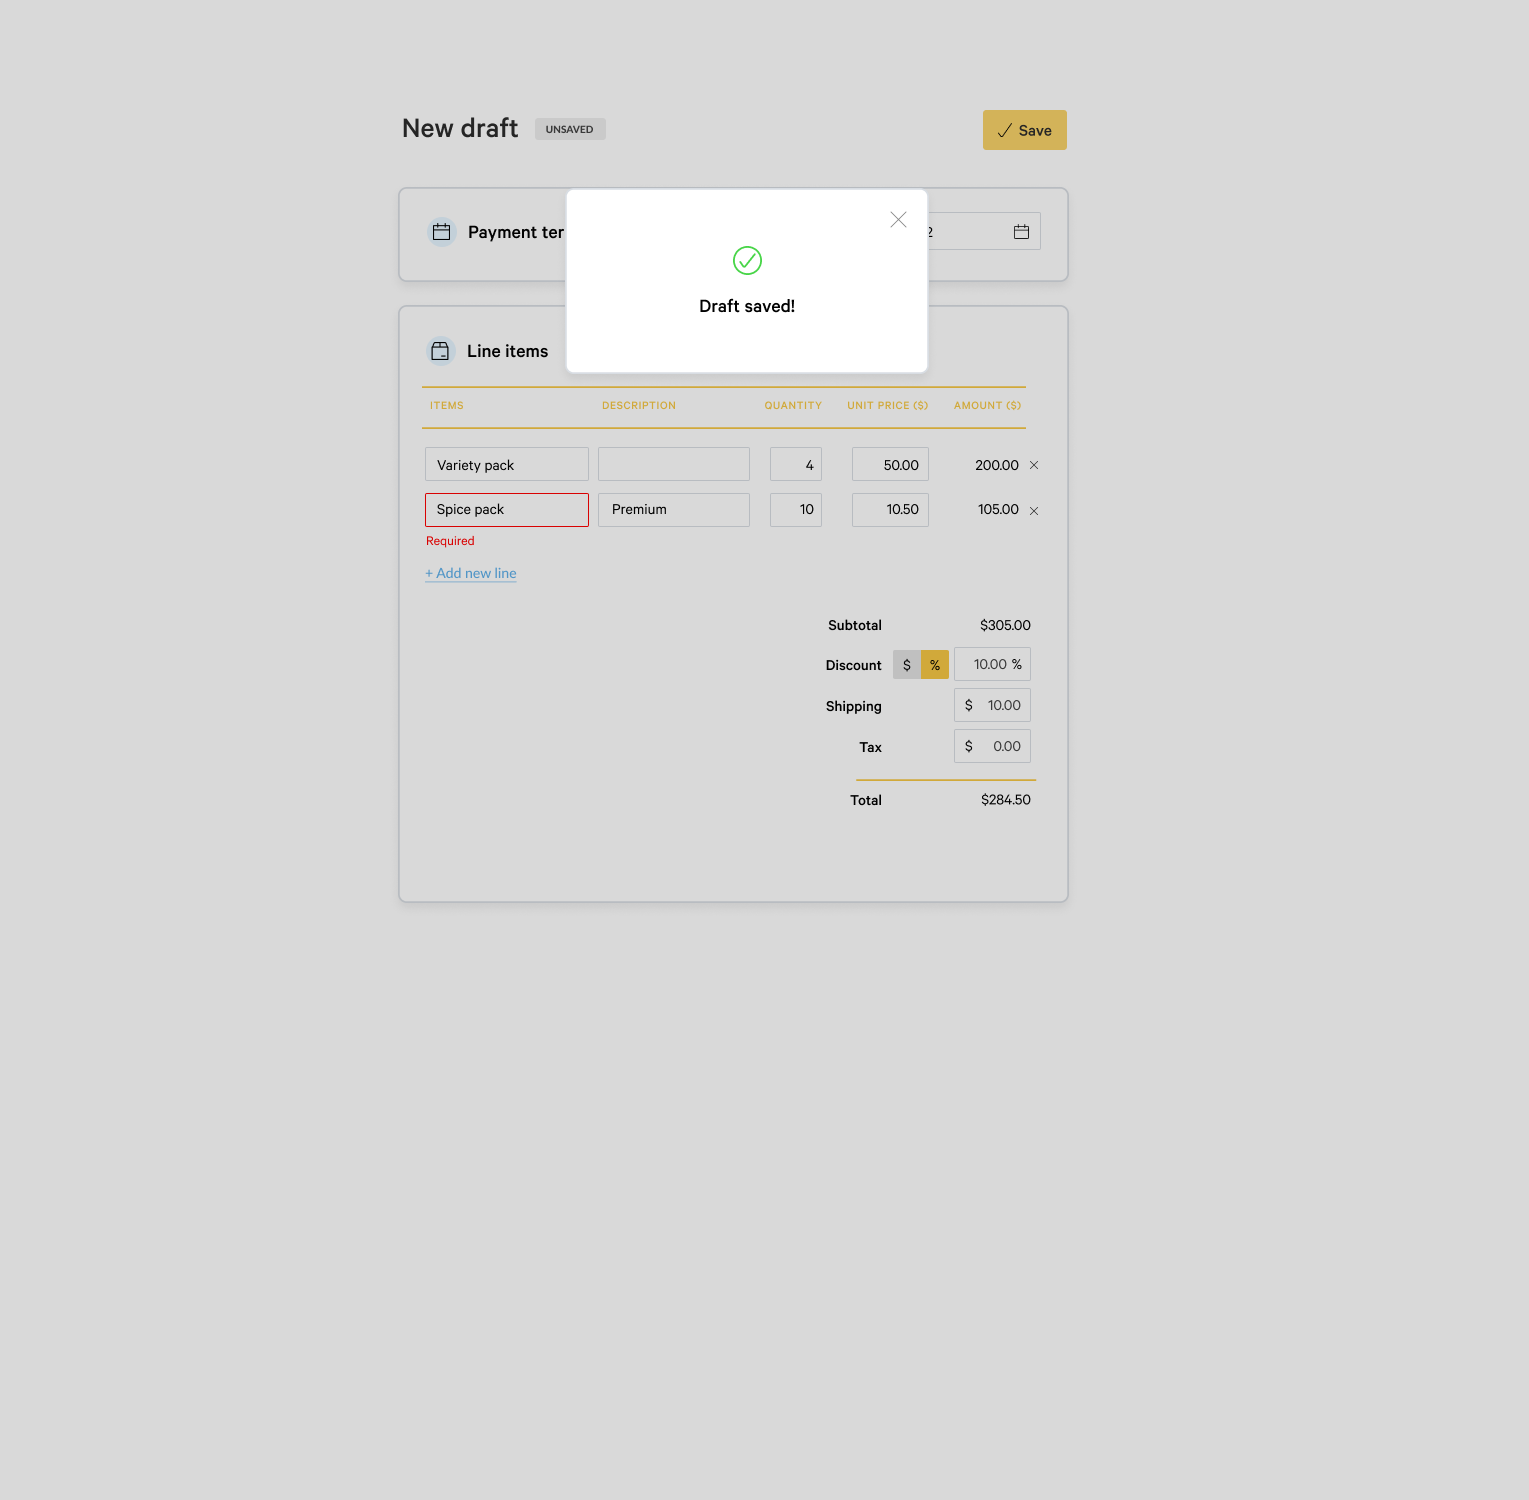 New draft UNSAVED Save
Payment ter 2
Draft saved!
Line items
ITEMS DESCRIPTION QUANTITY UNIT PRICE ($) AMOUNT ($)
Variety pack 4 50.00 200.00
Spice pack Premium 10 10.50 105.00
Required
+ Add new line
Subtotal $305.00
Discount $ % 10.00 %
Shipping $ 10.00
Tax $ 0.00
Total $284.50